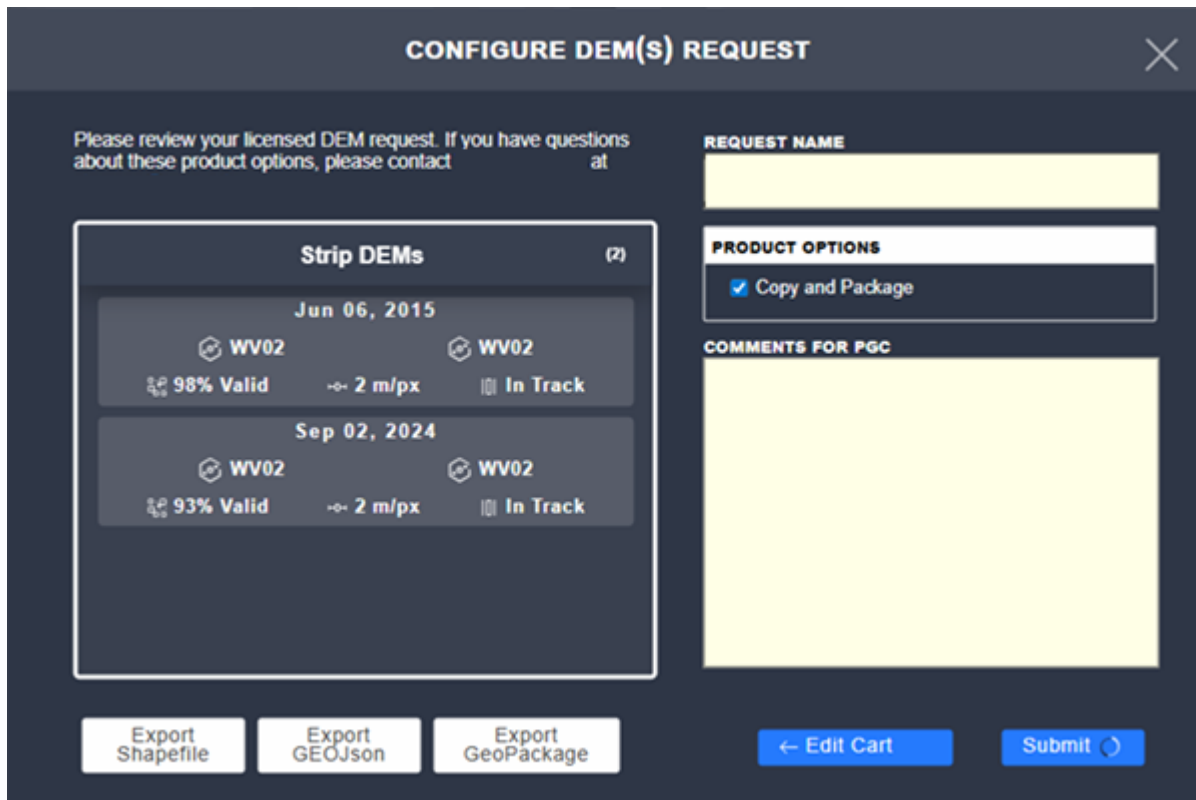 CONFIGURE DEM(S) REQUEST
Please review your licensed DEM request. If you have questions
about these product options, please contact at
Strip DEMs (2)
Jun 06, 2015
WV02 WV02
98% Valid 2 m/px In Track
Sep 02, 2024
WV02 WV02
93% Valid 2 m/px In Track
Export
Shapefile
Export
GEOJson
Export
GeoPackage
REQUEST NAME
PRODUCT OPTIONS
Copy and Package
COMMENTS FOR PGC
← Edit Cart
Submit